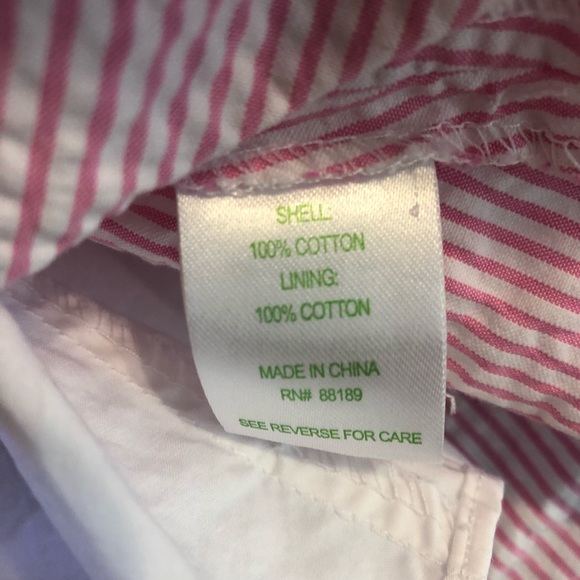 SHELL:
100% COTTON
LINING:
100% COTTON
MADE IN CHINA
RN# 88189
SEE REVERSE FOR CARE